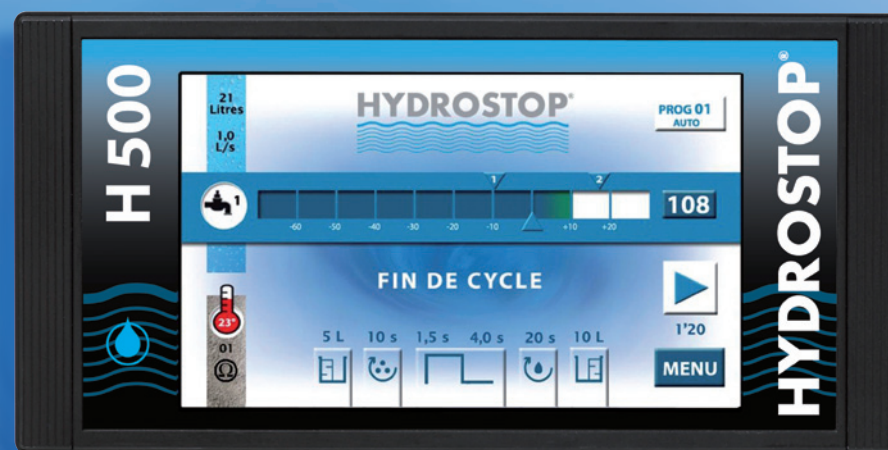 H500
21
Litres
1,0
L/s
HYDROSTOP®
PROG 01
AUTO
1
1
2
108
-60
-50
-40
-30
-20
-10
+10
+20
FIN DE CYCLE
23°
01
Ω
5 L
10 s
1,5 s
4,0 s
20 s
10 L
1'20
MENU
HYDROSTOP®